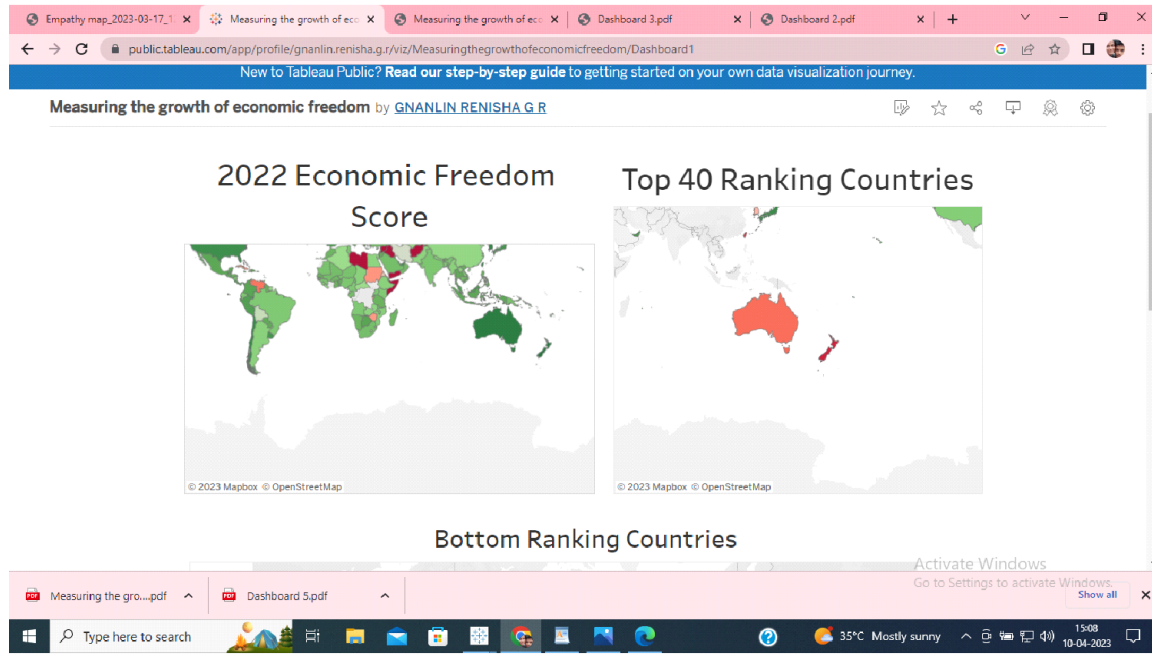 Empathy map_2023-03-17_1
Measuring the growth of eco
Measuring the growth of eco
Dashboard 3.pdf
Dashboard 2.pdf
public.tableau.com/app/profile/gnanlin.renisha.g.r/viz/Measuringthegrowthofeconomicfreedom/Dashboard1
New to Tableau Public? Read our step-by-step guide to getting started on your own data visualization journey.
Measuring the growth of economic freedom by GNANLIN RENISHA G R
2022 Economic Freedom
Score
© 2023 Mapbox © OpenStreetMap
Top 40 Ranking Countries
© 2023 Mapbox © OpenStreetMap
Bottom Ranking Countries
Activate Windows
Go to Settings to activate Windows.
Measuring the gro....pdf
Dashboard 5.pdf
Show all
Type here to search
35°C Mostly sunny
15:08
10-04-2023